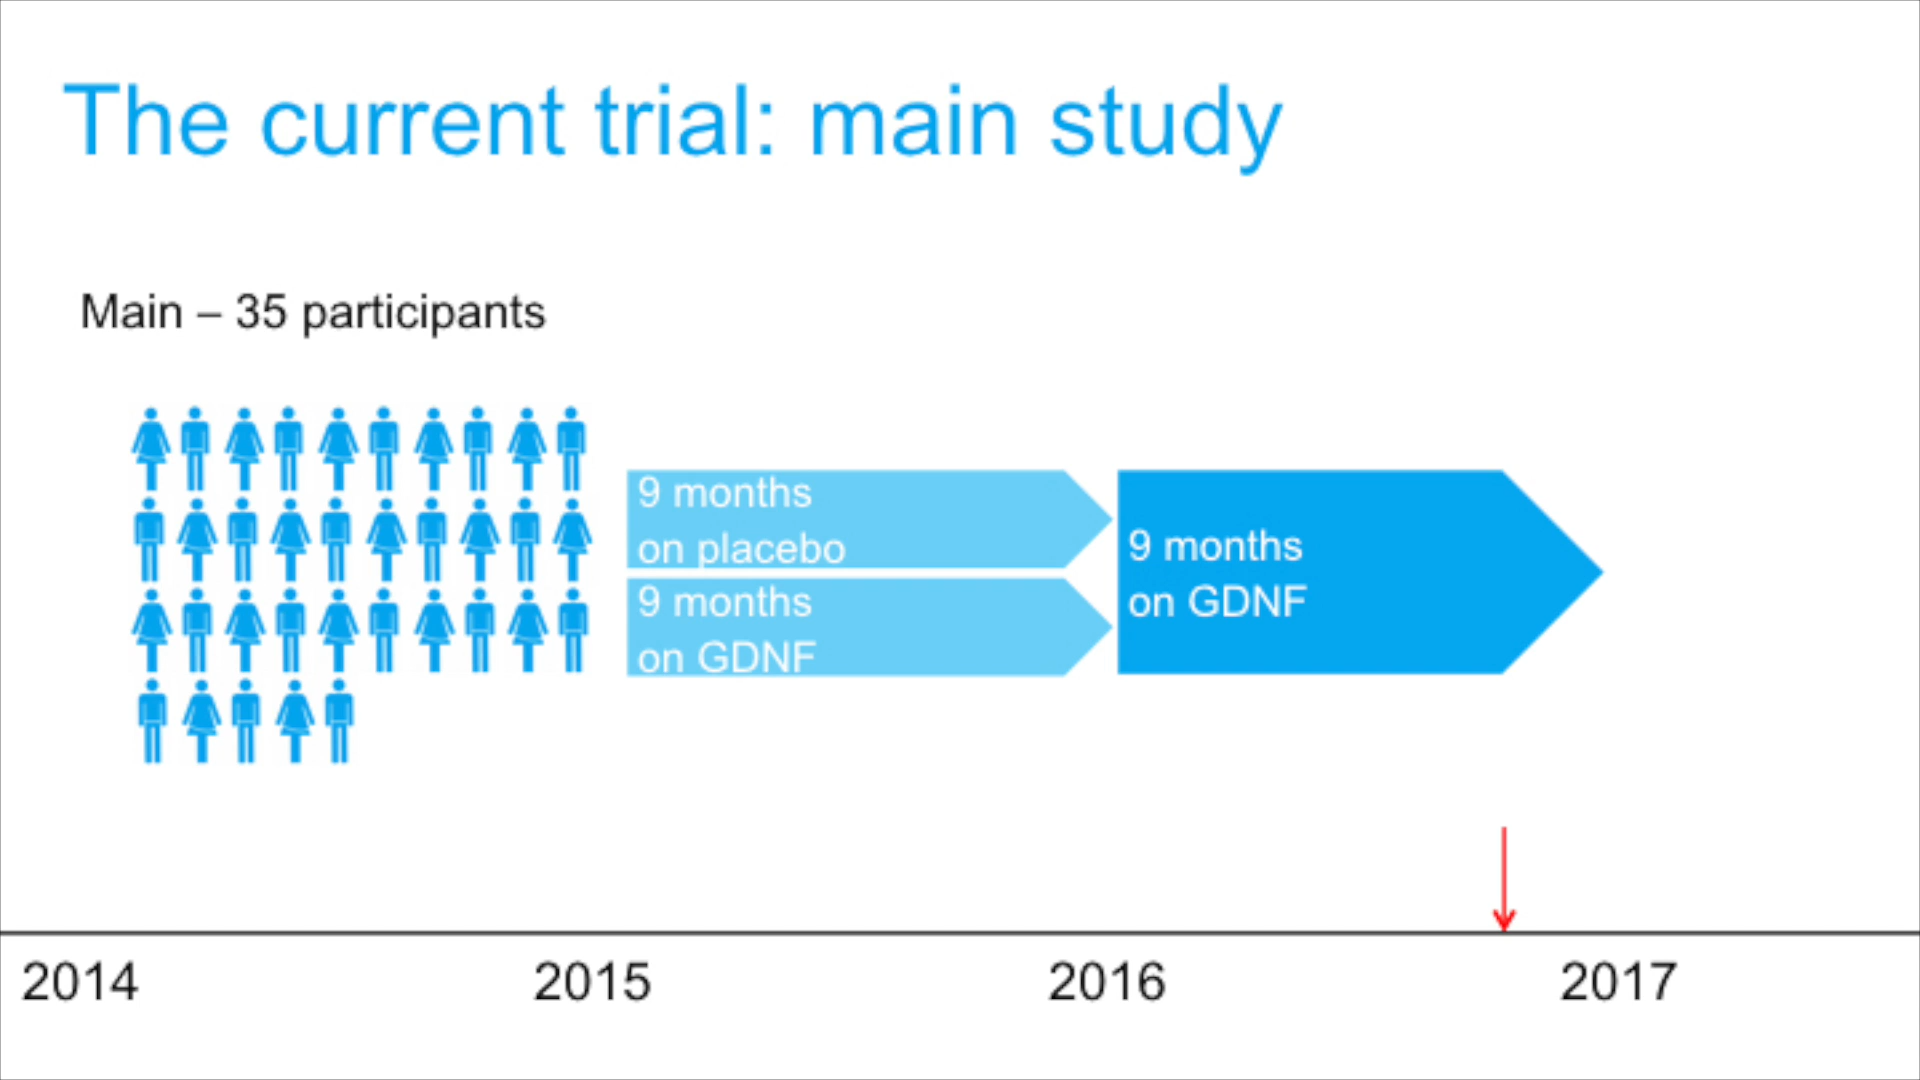 The current trial: main study
Main – 35 participants
9 months
on placebo
9 months
on GDNF
9 months
on GDNF
2014
2015
2016
2017